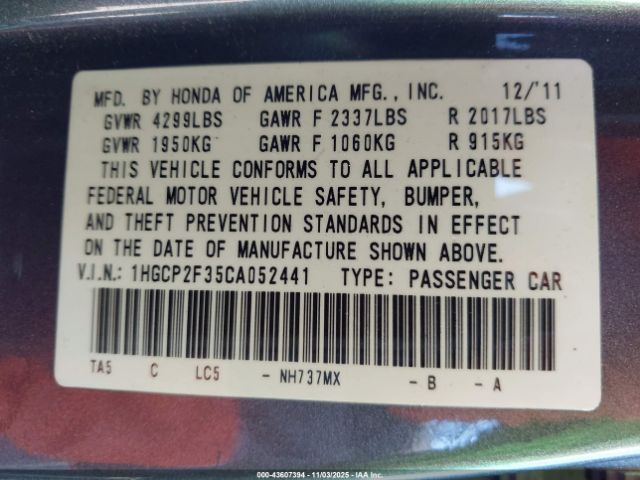 MFD. BY HONDA OF AMERICA MFG., INC. 12/'11
GVWR 4299LBS GAWR F 2337LBS R 2017LBS
GVWR 1950KG GAWR F 1060KG R 915KG
THIS VEHICLE CONFORMS TO ALL APPLICABLE
FEDERAL MOTOR VEHICLE SAFETY, BUMPER,
AND THEFT PREVENTION STANDARDS IN EFFECT
ON THE DATE OF MANUFACTURE SHOWN ABOVE.
V.I.N.: 1HGCP2F35CA052441 TYPE: PASSENGER CAR
TA5 C LC5 - NH737MX - B - A
000-43607394 - 11/03/2025 - IAA, Inc.